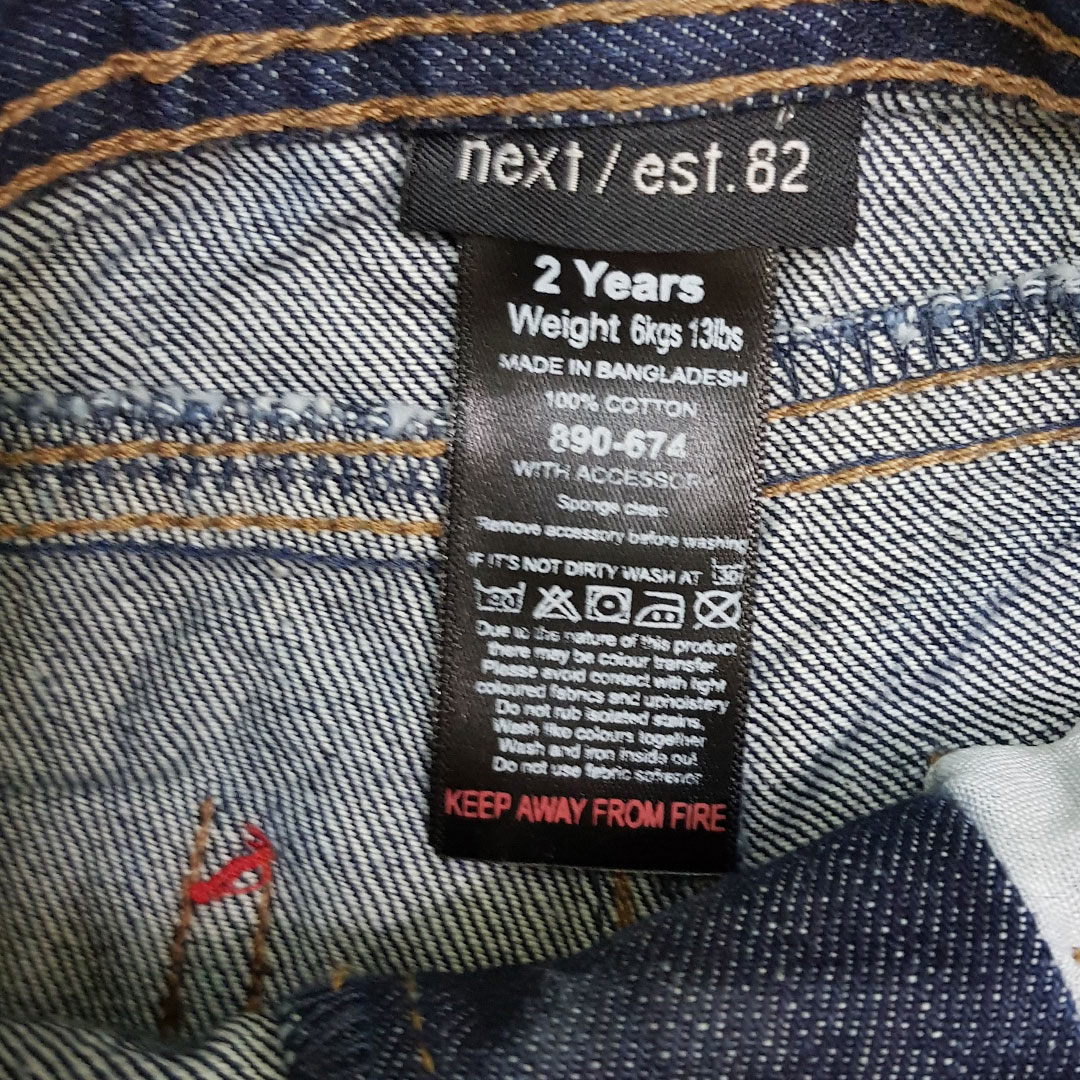 next / est.82
2 Years
Weight 6kgs 13lbs
MADE IN BANGLADESH
100% COTTON
890-674
WITH ACCESSORY
Sponge clean
Remove accessory before washing
IF IT'S NOT DIRTY WASH AT 30
30
Due to the nature of this product
there may be colour transfer
Please avoid contact with light
coloured fabrics and upholstery
Do not rub isolated stains
Wash like colours together
Wash and iron inside out
Do not use fabric softener
KEEP AWAY FROM FIRE